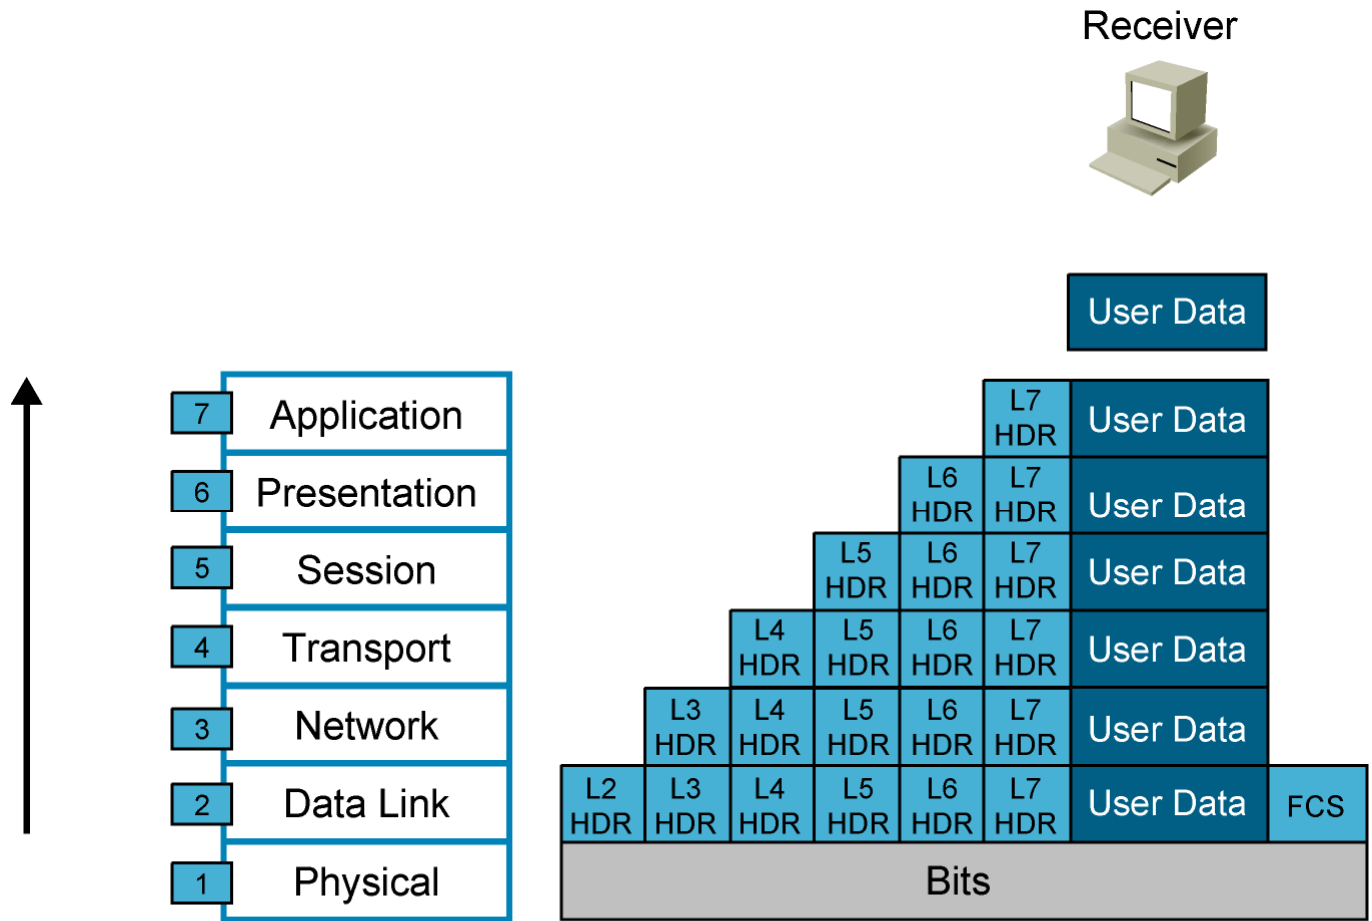 Receiver
User Data
7 Application
L7 HDR User Data
6 Presentation
L6 HDR L7 HDR User Data
5 Session
L5 HDR L6 HDR L7 HDR User Data
4 Transport
L4 HDR L5 HDR L6 HDR L7 HDR User Data
3 Network
L3 HDR L4 HDR L5 HDR L6 HDR L7 HDR User Data
2 Data Link
L2 HDR L3 HDR L4 HDR L5 HDR L6 HDR L7 HDR User Data FCS
1 Physical
Bits